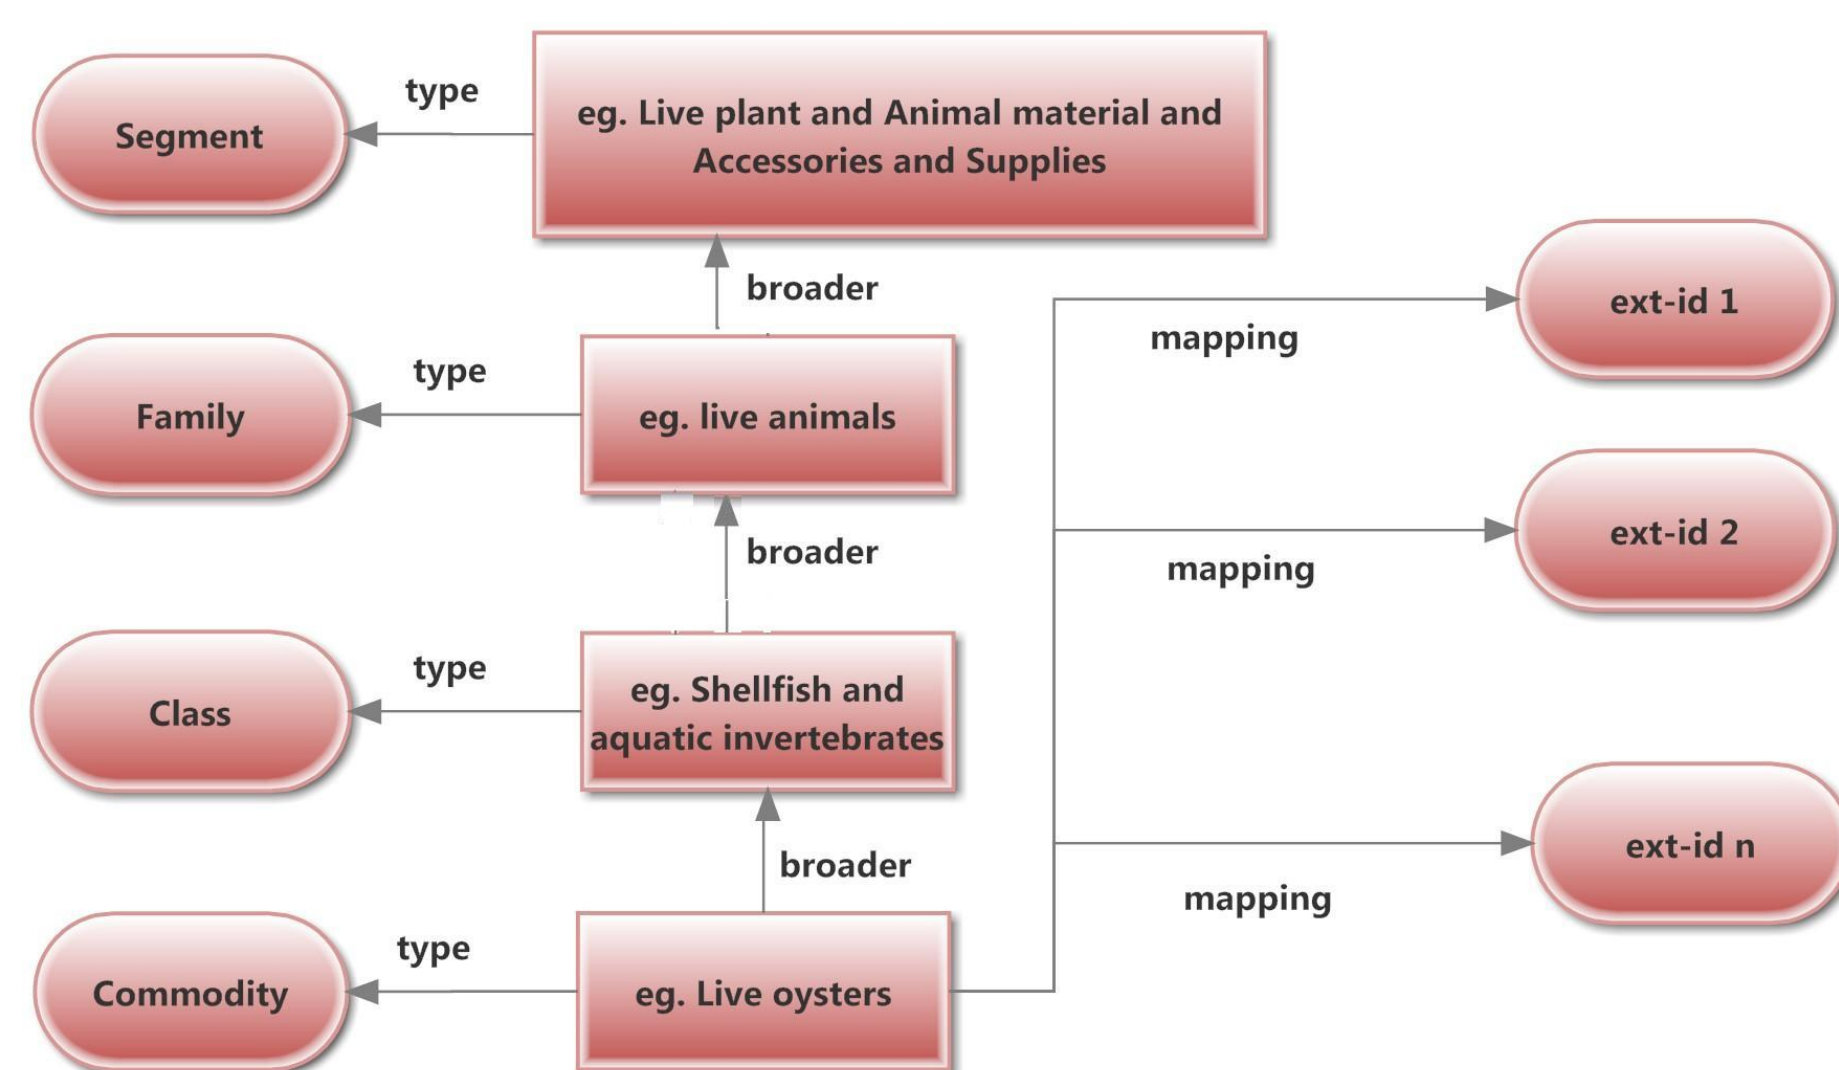 type
eg. Live plant and Animal material and
Accessories and Supplies
Segment
broader
ext-id 1
mapping
type
Family
eg. live animals
ext-id 2
broader
mapping
type
eg. Shellfish and
aquatic invertebrates
Class
ext-id n
broader
mapping
type
Commodity
eg. Live oysters